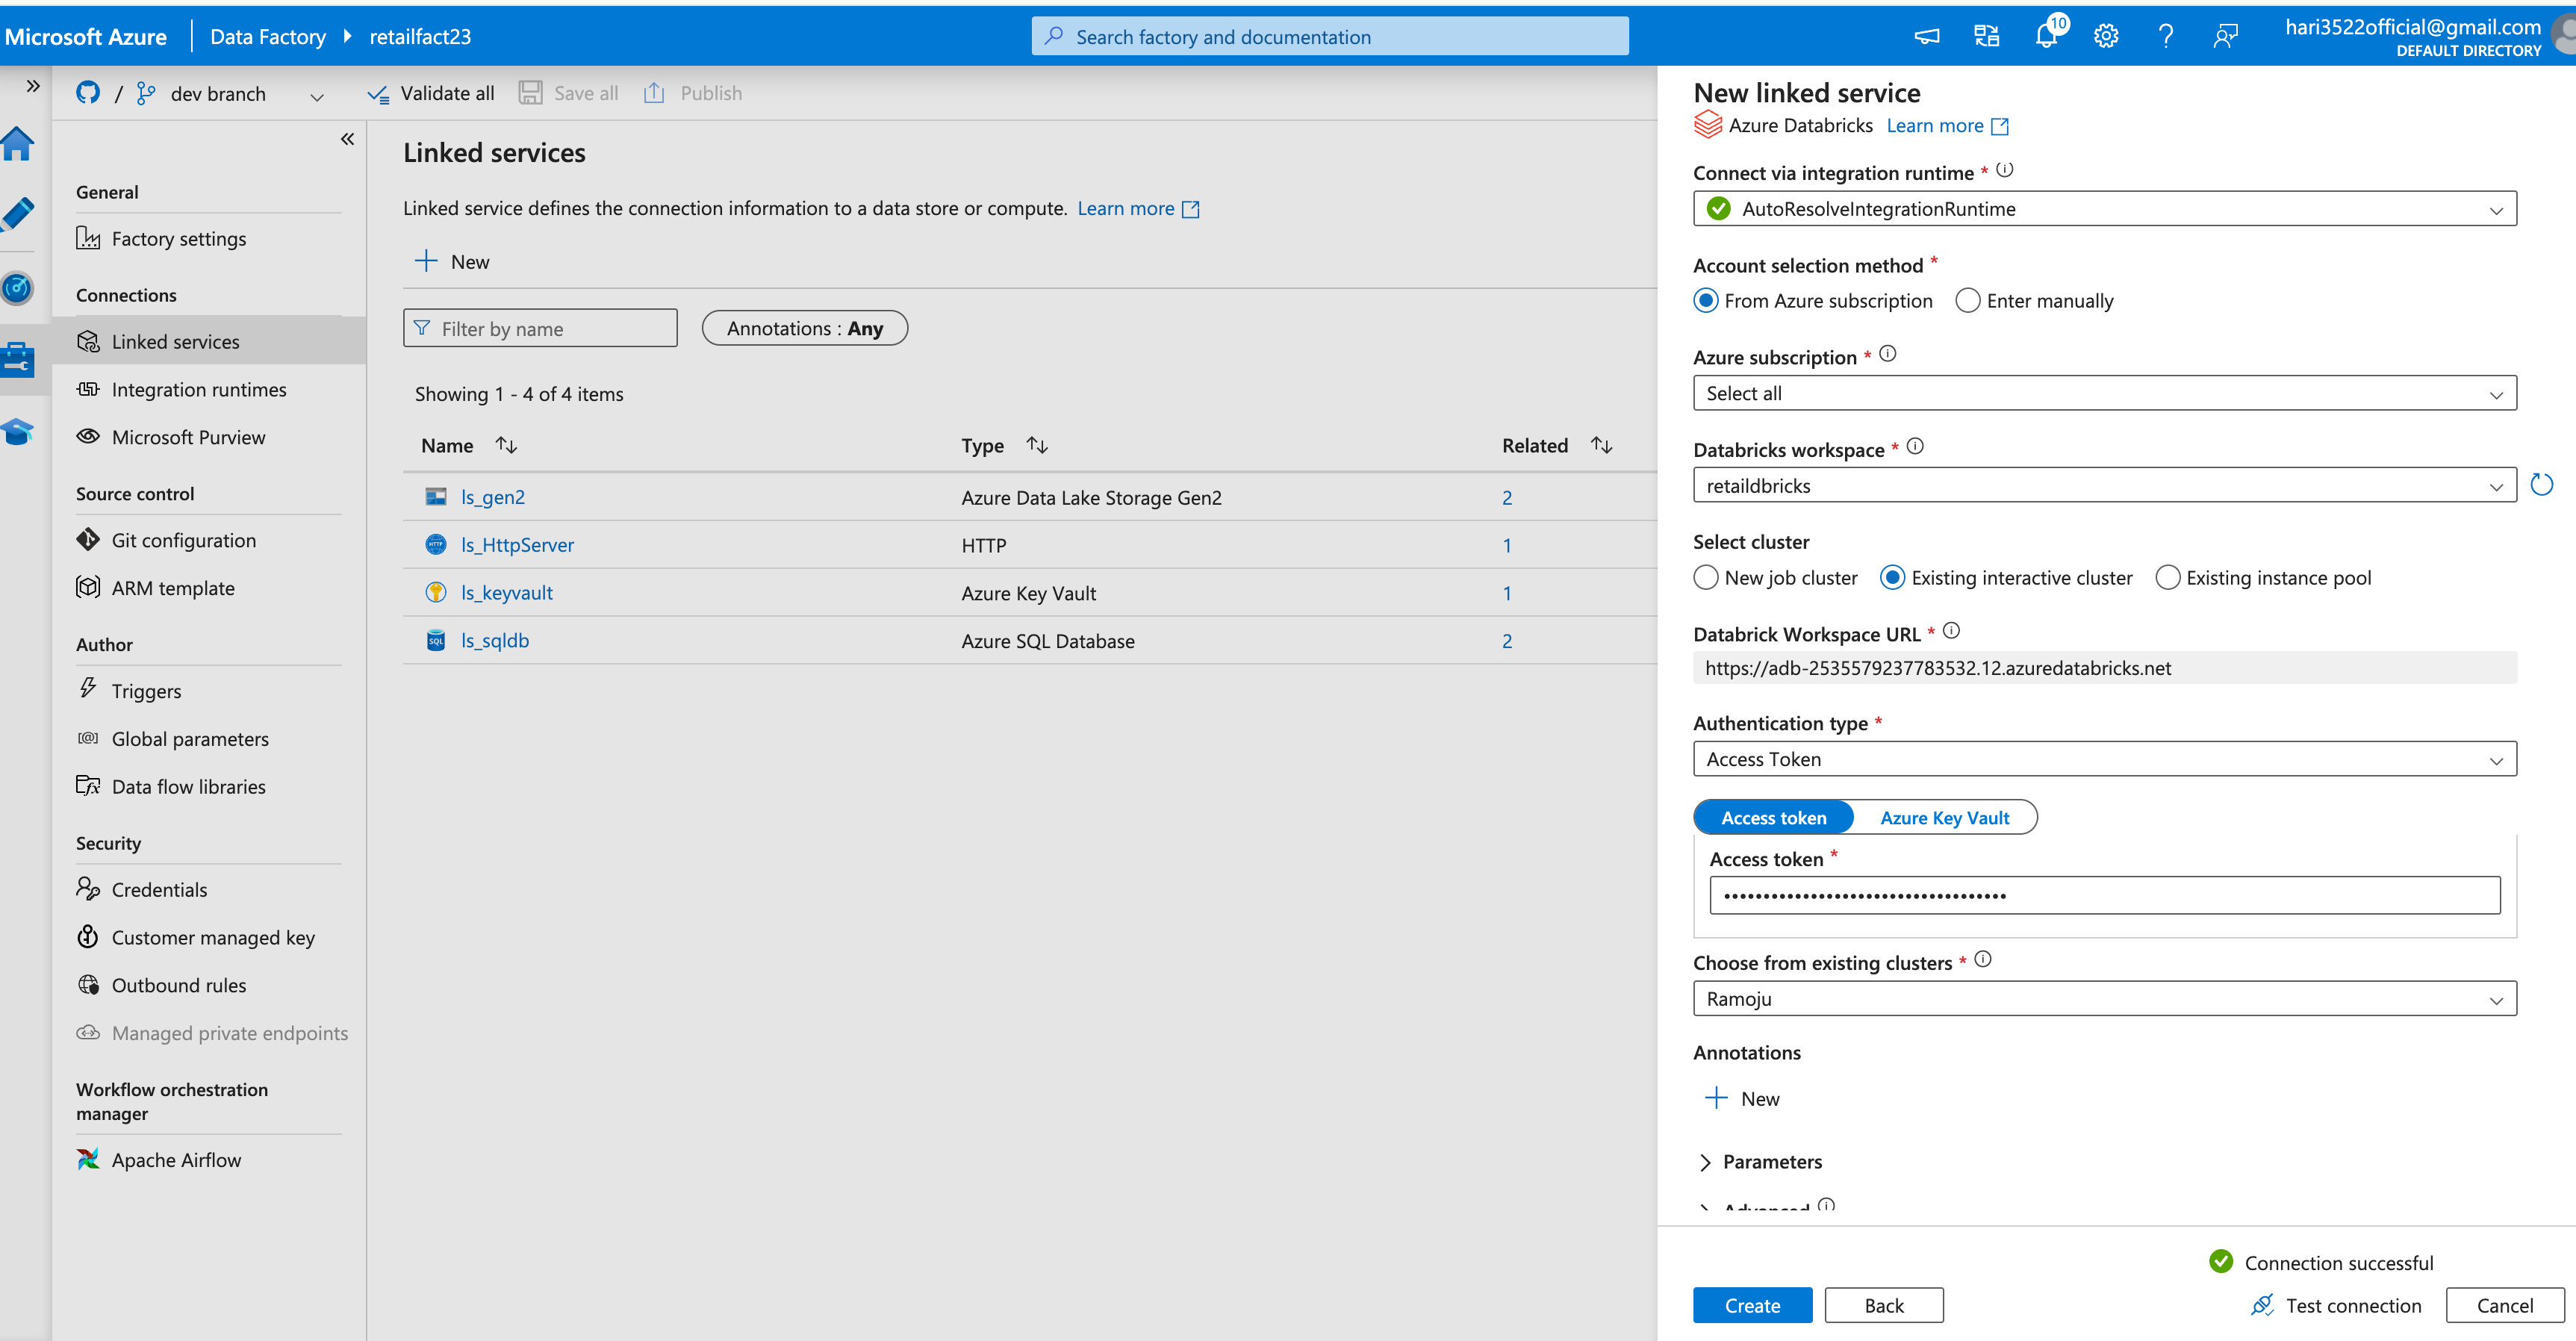 Microsoft Azure
Data Factory
retailfact23
Search factory and documentation
10
hari3522official@gmail.com
DEFAULT DIRECTORY
/ dev branch
Validate all
Save all
Publish
General
Factory settings
Connections
Linked services
Integration runtimes
Microsoft Purview
Source control
Git configuration
ARM template
Author
Triggers
Global parameters
Data flow libraries
Security
Credentials
Customer managed key
Outbound rules
Managed private endpoints
Workflow orchestration
manager
Apache Airflow
Linked services
Linked service defines the connection information to a data store or compute. Learn more
New
Filter by name
Annotations : Any
Showing 1 - 4 of 4 items
Name Type Related
ls_gen2 Azure Data Lake Storage Gen2 2
HTTP ls_HttpServer HTTP 1
ls_keyvault Azure Key Vault 1
SQL ls_sqldb Azure SQL Database 2
New linked service
Azure Databricks Learn more
Connect via integration runtime *
AutoResolveIntegrationRuntime
Account selection method *
From Azure subscription Enter manually
Azure subscription *
Select all
Databricks workspace *
retaildbricks
Select cluster
New job cluster Existing interactive cluster Existing instance pool
Databrick Workspace URL *
https://adb-2535579237783532.12.azuredatabricks.net
Authentication type *
Access Token
Access token Azure Key Vault
Access token *
••••••••••••••••••••••••••••••••••••
Choose from existing clusters *
Ramoju
Annotations
New
Parameters
Advanced
Connection successful
Create Back Test connection Cancel